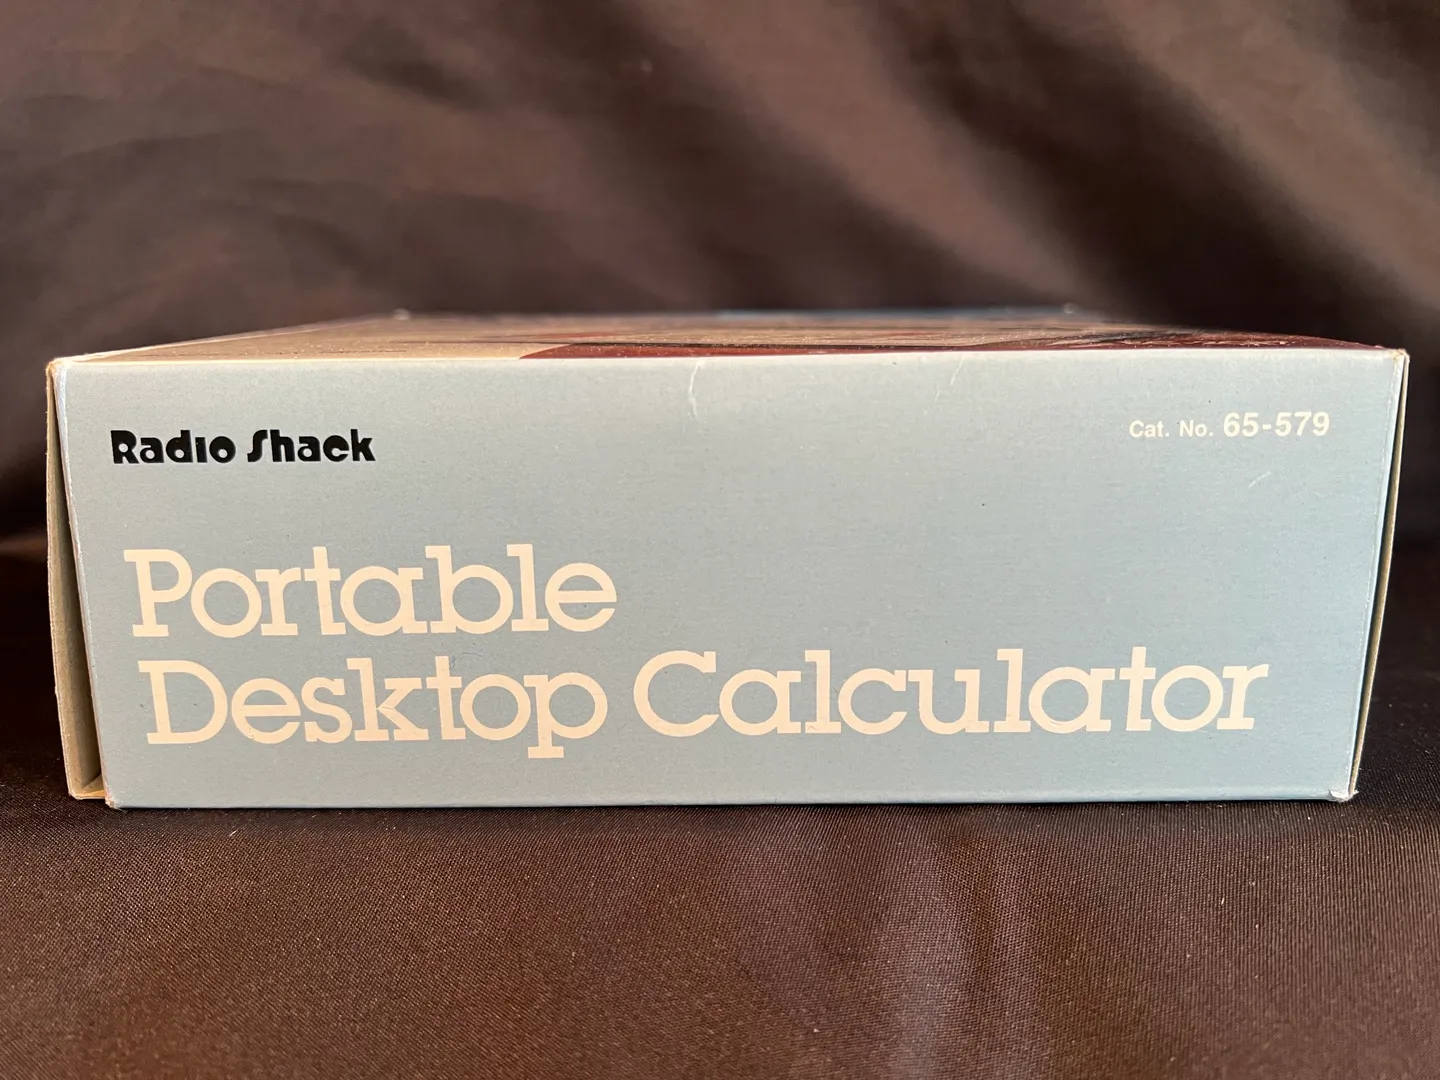 Radio Shack
Cat. No. 65-579
Portable
Desktop Calculator